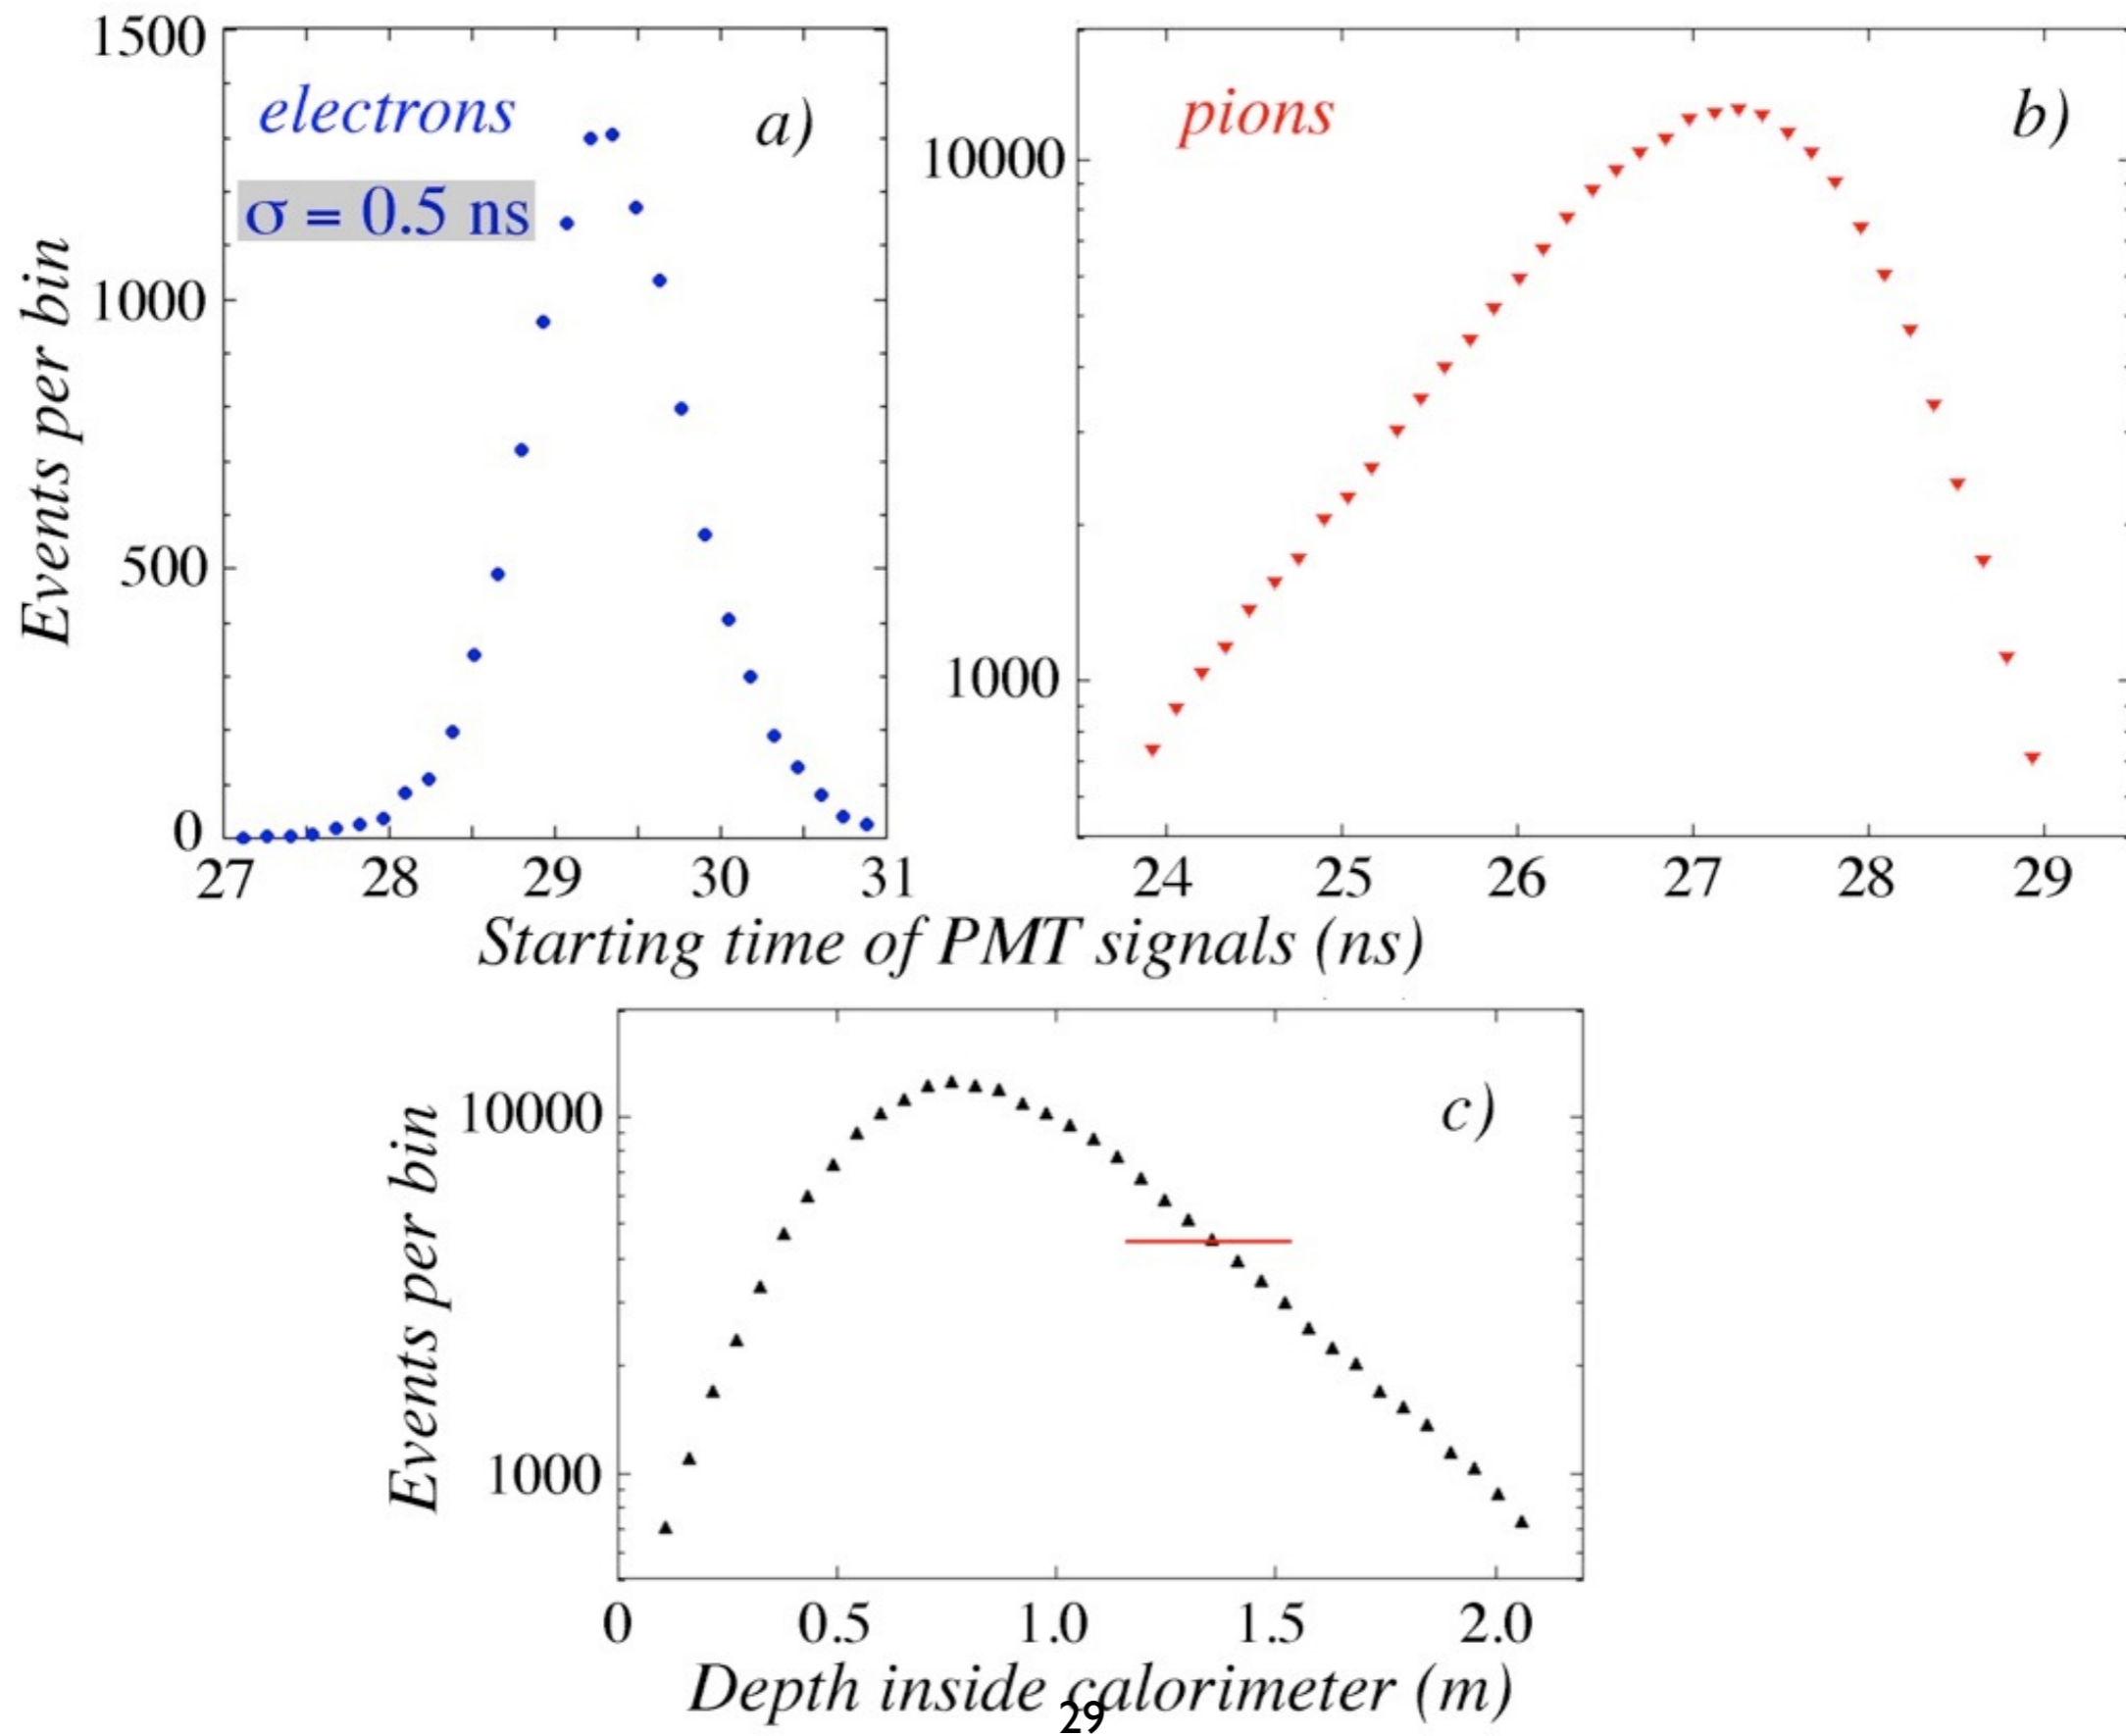 1500
electrons
a)
σ = 0.5 ns
1000
500
0
Events per bin
27 28 29 30 31
pions
b)
10000
1000
24 25 26 27 28 29
Starting time of PMT signals (ns)
c)
10000
1000
Events per bin
0 0.5 1.0 1.5 2.0
Depth inside calorimeter (m)
29